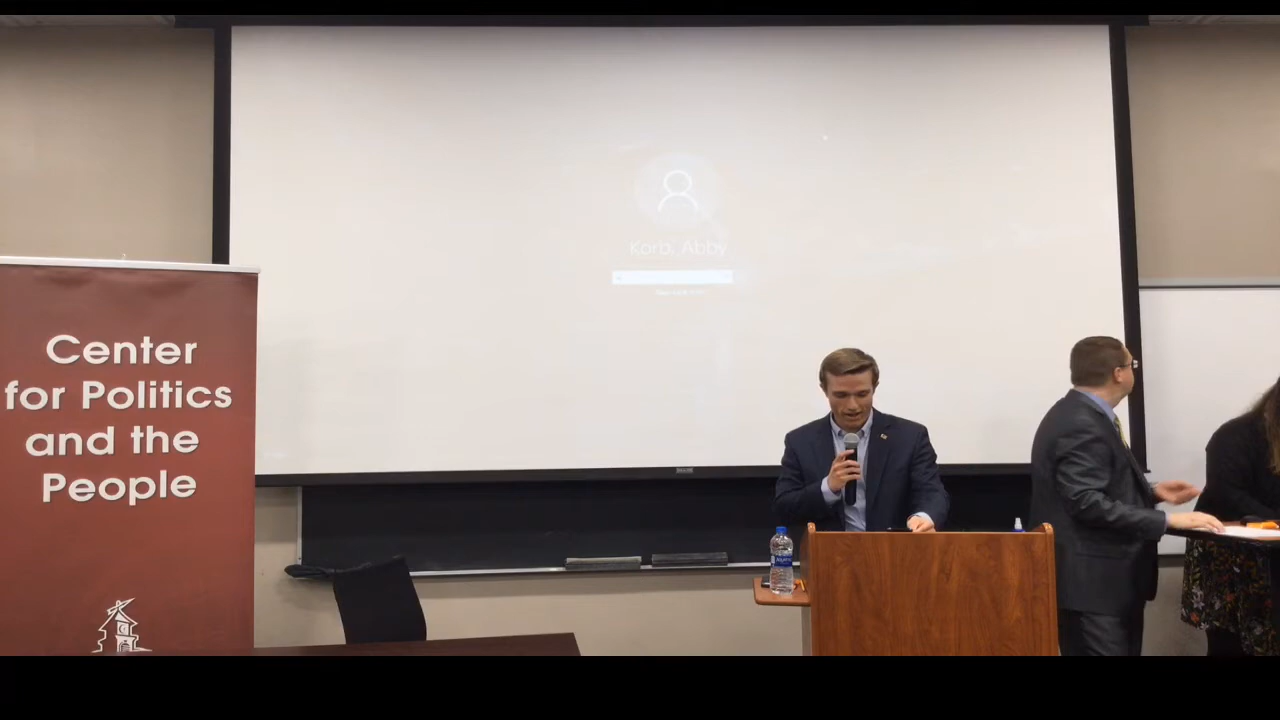 Center
for Politics
and the
People
Korb, Abby